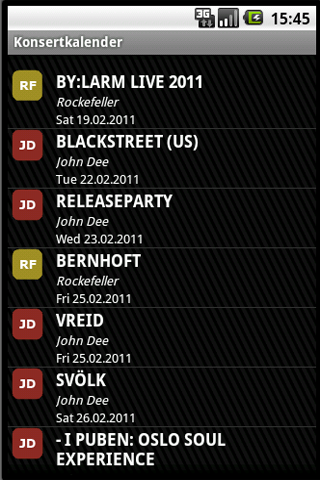 3G 15:45
Konsertkalender
RF BY:LARM LIVE 2011
Rockefeller
Sat 19.02.2011
JD BLACKSTREET (US)
John Dee
Tue 22.02.2011
JD RELEASEPARTY
John Dee
Wed 23.02.2011
RF BERNHOFT
Rockefeller
Fri 25.02.2011
JD VREID
John Dee
Fri 25.02.2011
JD SVÖLK
John Dee
Sat 26.02.2011
JD - I PUBEN: OSLO SOUL
EXPERIENCE